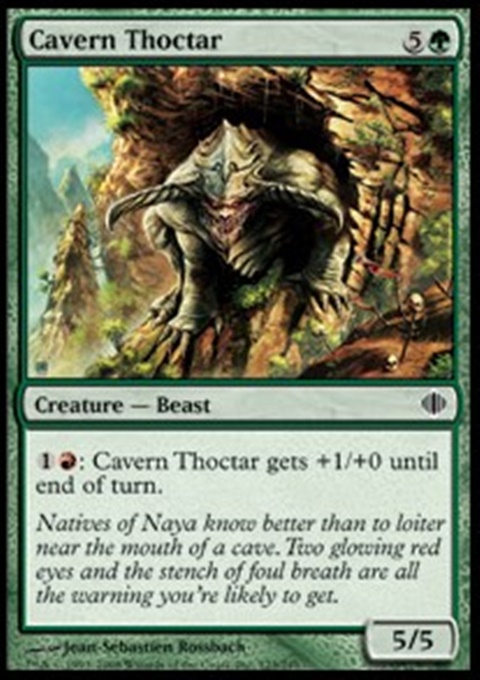 Cavern Thoctar 5
Creature — Beast
1: Cavern Thoctar gets +1/+0 until
end of turn.
Natives of Naya know better than to loiter
near the mouth of a cave. Two glowing red
eyes and the stench of foul breath are all
the warning you're likely to get.
5/5
Jean-Sébastien Rossbach